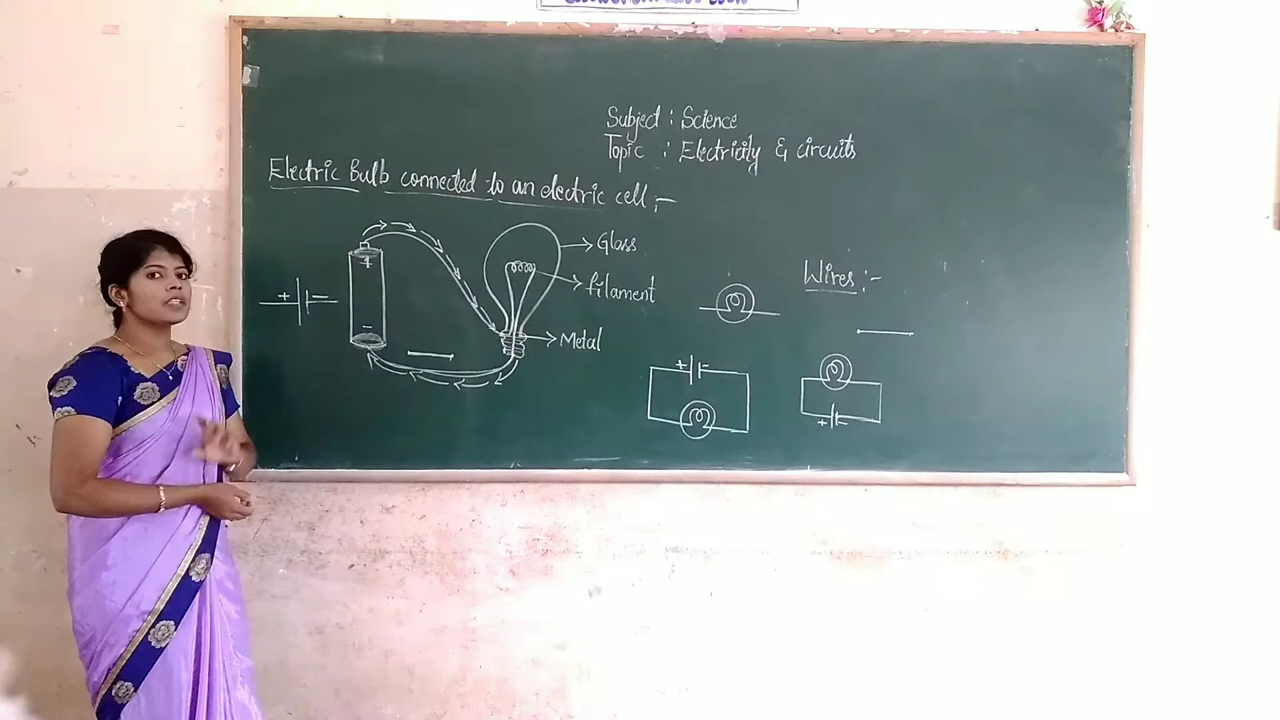 Subject : Science
Topic : Electricity & circuits
Electric Bulb connected to an electric cell :-
Glass
filament
Metal
Wires :-
+ -
+
-
+ -
+ -